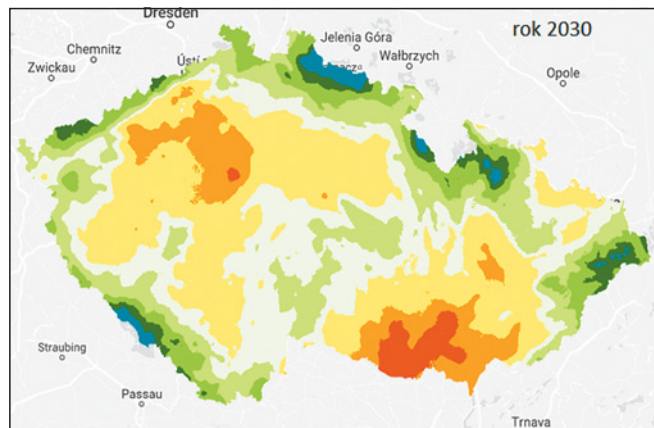 Dresden
rok 2030
Chemnitz
Jelenia Góra
Zwickau
Wałbrzych
Opole
Straubing
Passau
Trnava